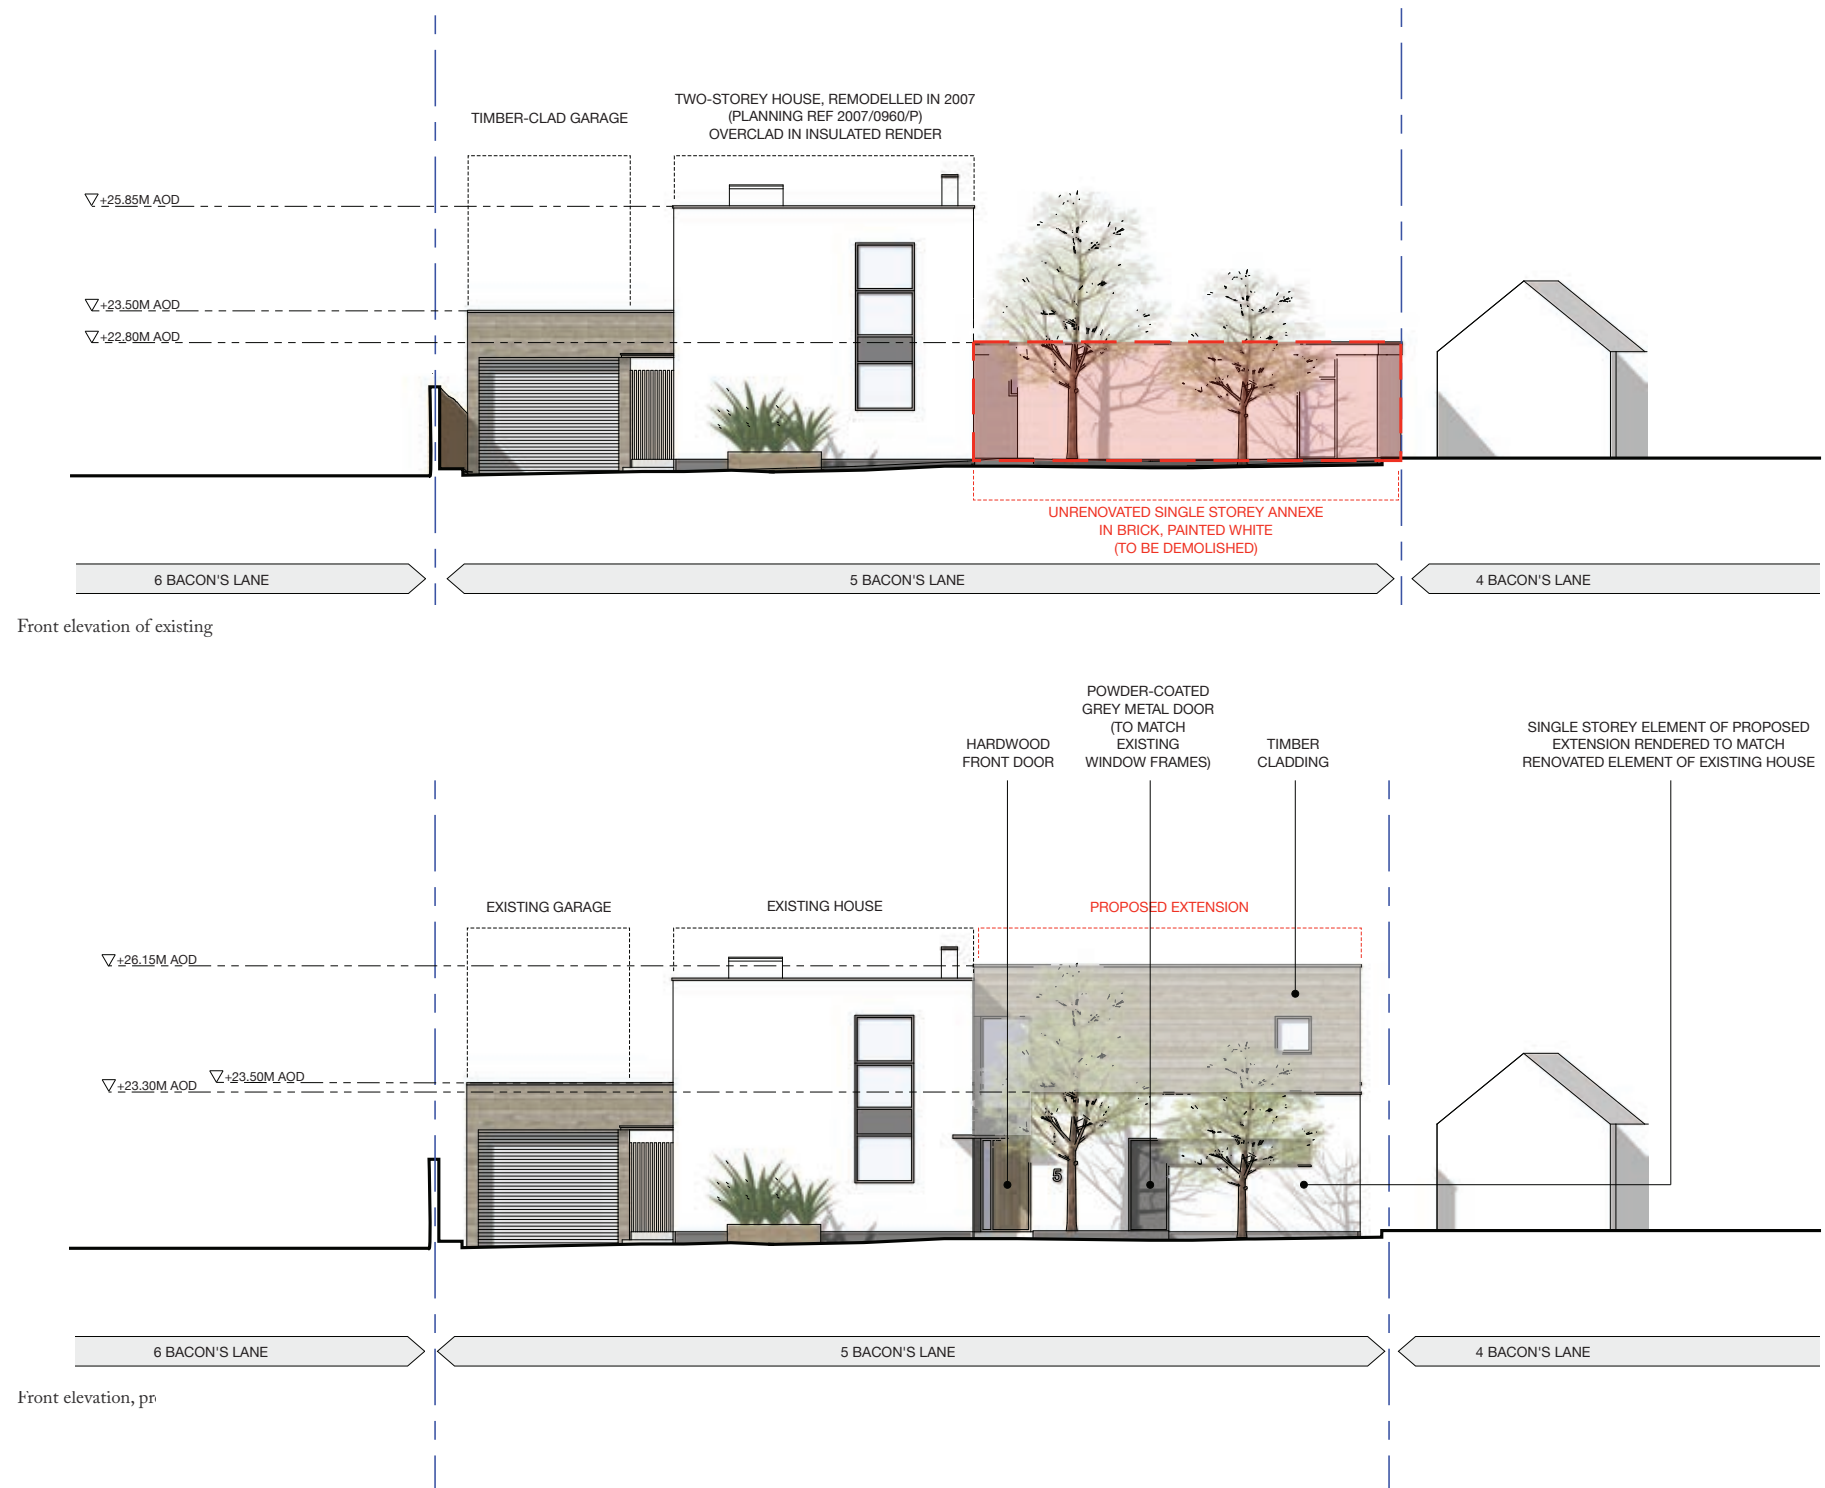 TIMBER-CLAD GARAGE
TWO-STOREY HOUSE, REMODELLED IN 2007
(PLANNING REF 2007/0960/P)
OVERCLAD IN INSULATED RENDER
+25.85M AOD
+23.50M AOD
+22.80M AOD
UNRENOVATED SINGLE STOREY ANNEXE
IN BRICK, PAINTED WHITE
(TO BE DEMOLISHED)
6 BACON'S LANE
5 BACON'S LANE
4 BACON'S LANE
Front elevation of existing
HARDWOOD
FRONT DOOR
POWDER-COATED
GREY METAL DOOR
(TO MATCH
EXISTING
WINDOW FRAMES)
TIMBER
CLADDING
SINGLE STOREY ELEMENT OF PROPOSED
EXTENSION RENDERED TO MATCH
RENOVATED ELEMENT OF EXISTING HOUSE
EXISTING GARAGE
EXISTING HOUSE
PROPOSED EXTENSION
+26.15M AOD
+23.30M AOD
+23.50M AOD
5
6 BACON'S LANE
5 BACON'S LANE
4 BACON'S LANE
Front elevation,